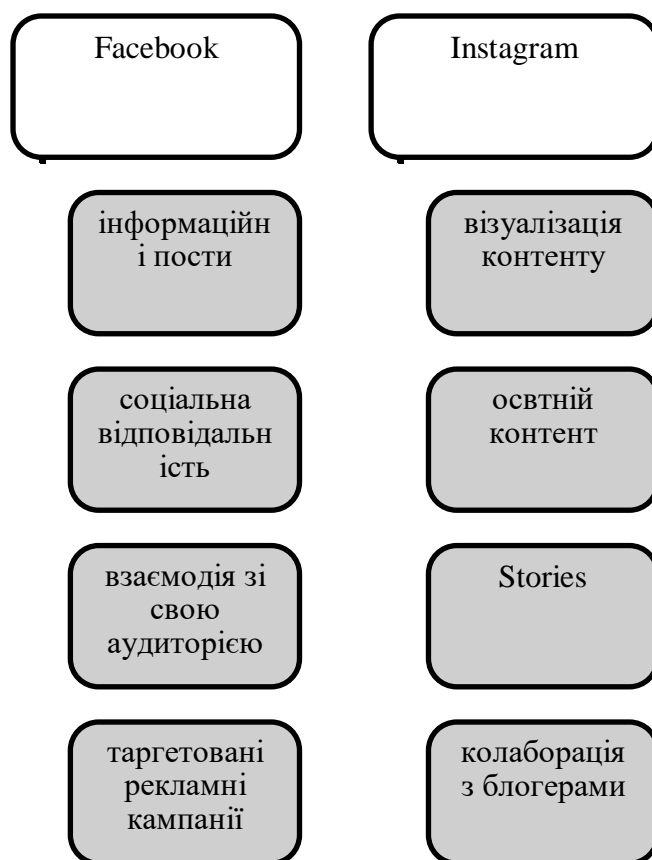 Facebook
інформаційн
і пости
соціальна
відповідальн
ість
взаємодія зі
свою
аудиторією
таргетовані
рекламні
кампанії
Instagram
візуалізація
контенту
освтній
контент
Stories
колаборація
з блогерами